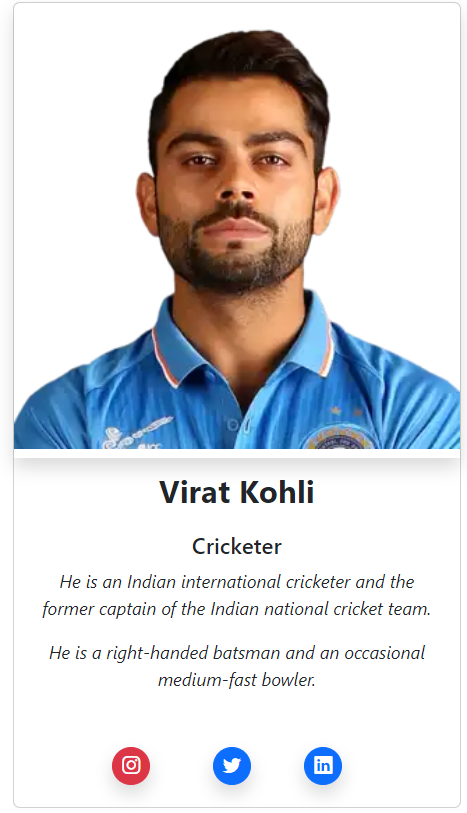 Virat Kohli
Cricketer
He is an Indian international cricketer and the
former captain of the Indian national cricket team.
He is a right-handed batsman and an occasional
medium-fast bowler.
in